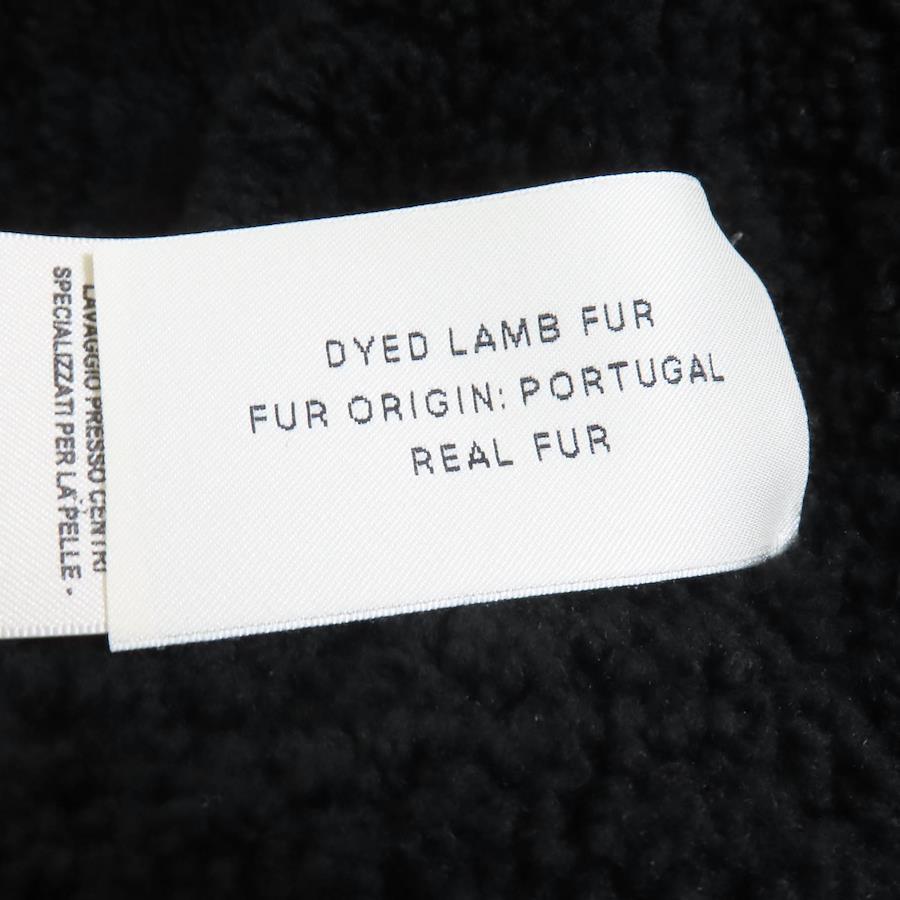 DYED LAMB FUR
FUR ORIGIN: PORTUGAL
REAL FUR
LAVAGGIO PRESSO CENTRI
SPECIALIZZATI PER LA PELLE -